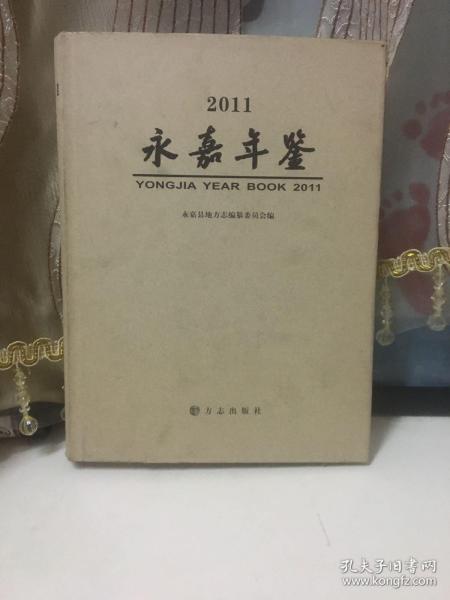 2011
永嘉年鉴
YONGJIA YEAR BOOK 2011
永嘉县地方志编纂委员会编
方志出版社
孔夫子旧书网
www.kongfz.com